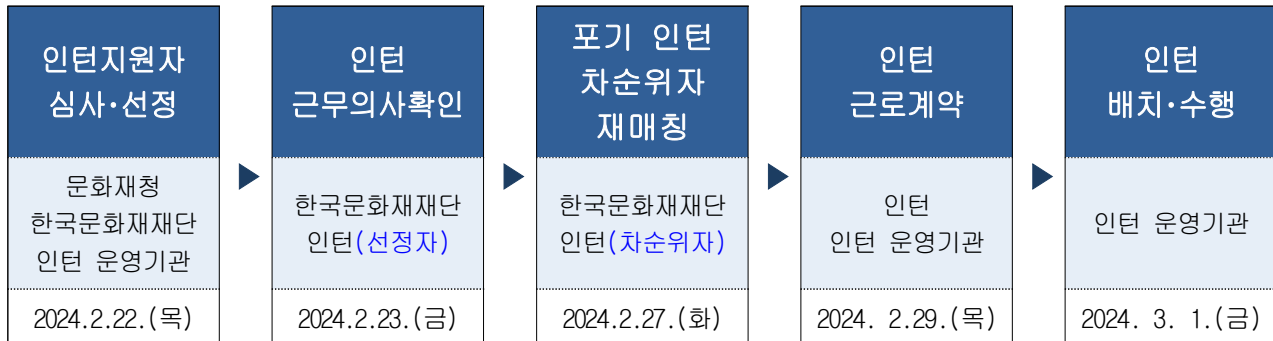 인턴지원자
심사·선정
문화재청
한국문화재재단
인턴 운영기관
2024.2.22.(목)
인턴
근무의사확인
한국문화재재단
인턴(선정자)
2024.2.23.(금)
포기 인턴
차순위자
재매칭
한국문화재재단
인턴(차순위자)
2024.2.27.(화)
인턴
근로계약
인턴
인턴 운영기관
2024. 2.29.(목)
인턴
배치·수행
인턴 운영기관
2024. 3. 1.(금)